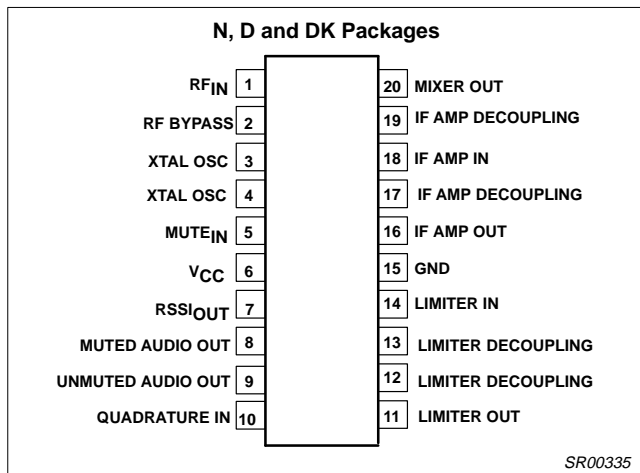 N, D and DK Packages
RFIN 1 20 MIXER OUT
RF BYPASS 2 19 IF AMP DECOUPLING
XTAL OSC 3 18 IF AMP IN
XTAL OSC 4 17 IF AMP DECOUPLING
MUTEIN 5 16 IF AMP OUT
VCC 6 15 GND
RSSIOUT 7 14 LIMITER IN
MUTED AUDIO OUT 8 13 LIMITER DECOUPLING
UNMUTED AUDIO OUT 9 12 LIMITER DECOUPLING
QUADRATURE IN 10 11 LIMITER OUT
SR00335